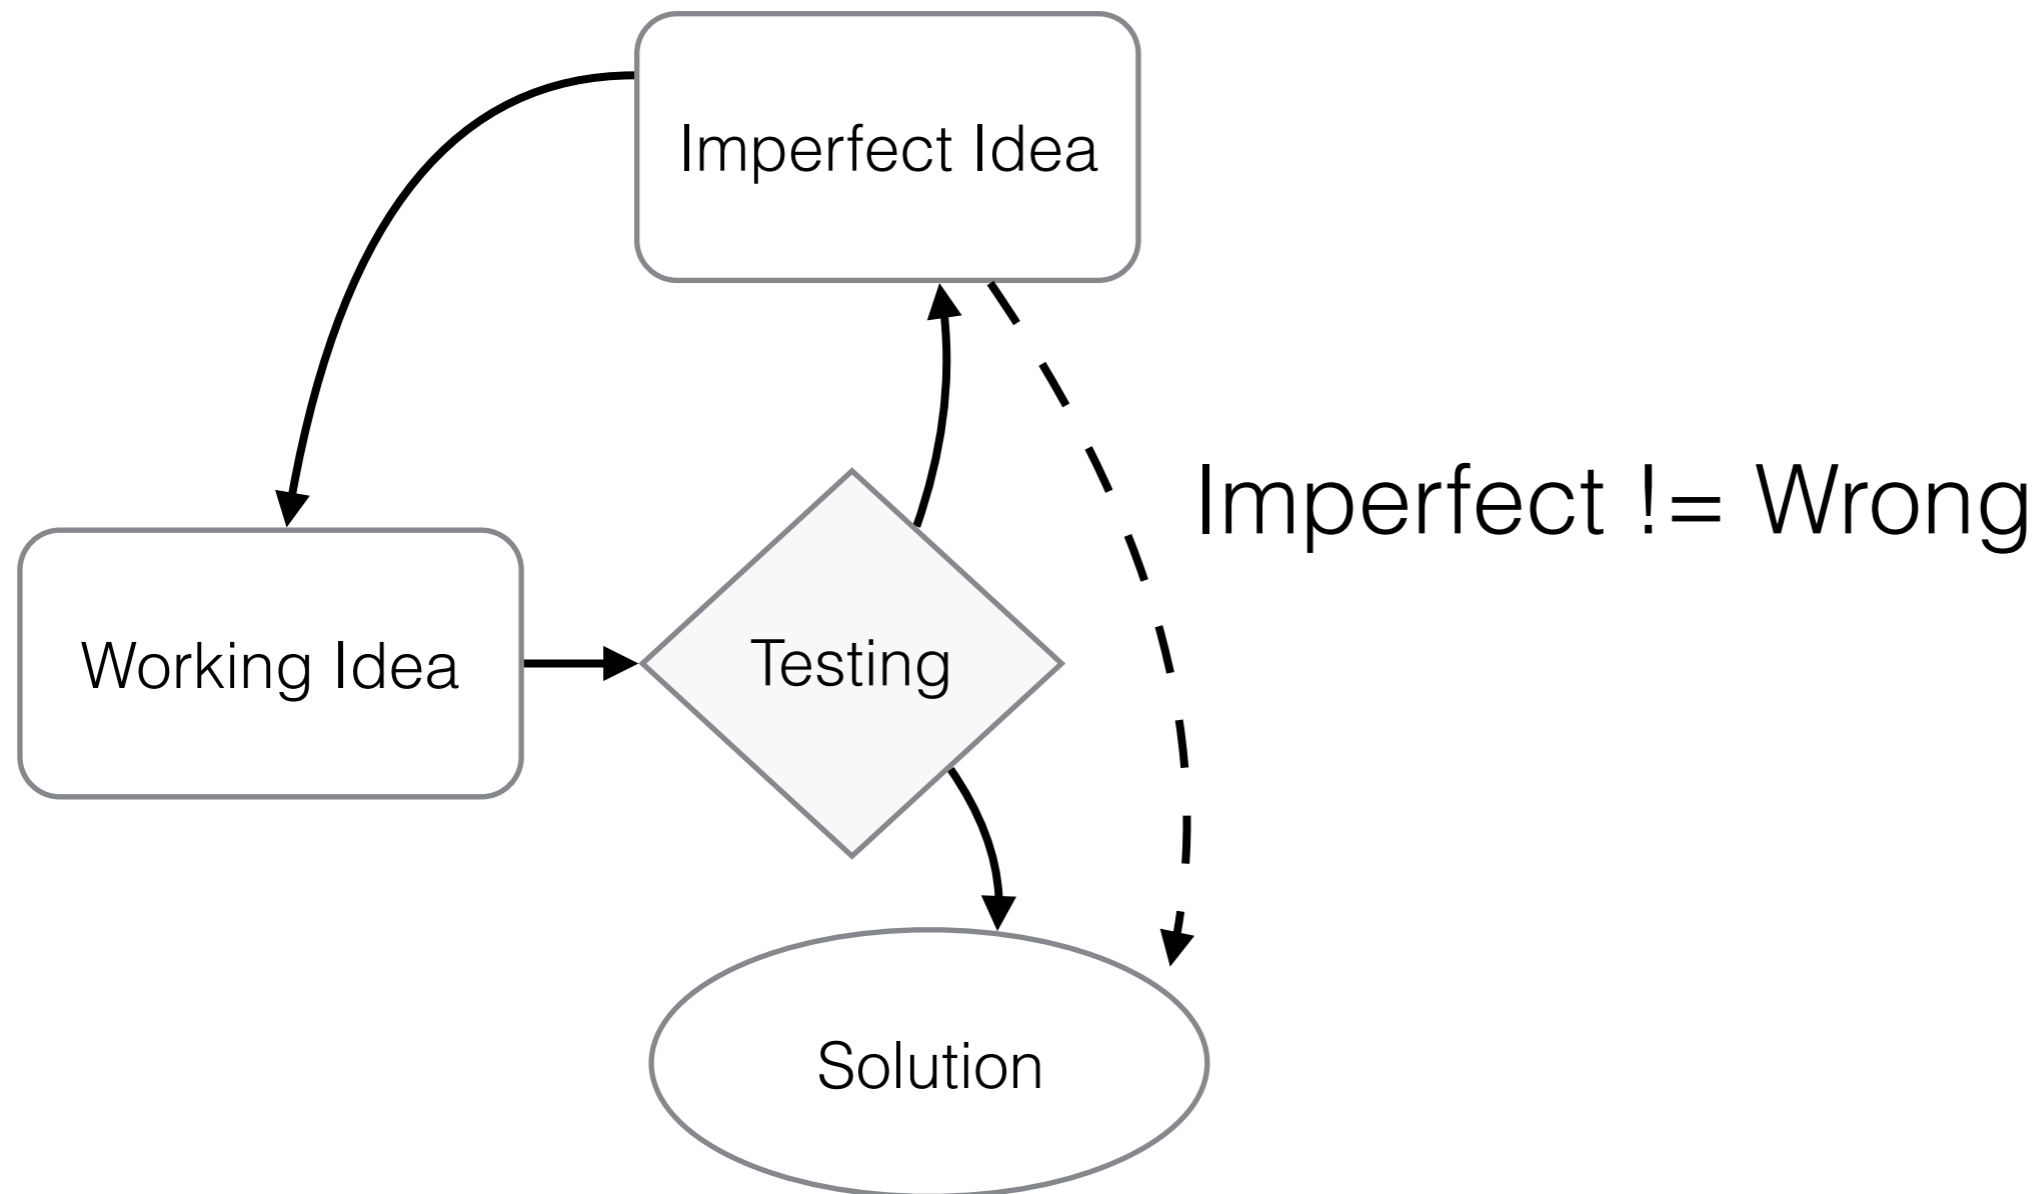 Imperfect Idea
Imperfect != Wrong
Working Idea
Testing
Solution